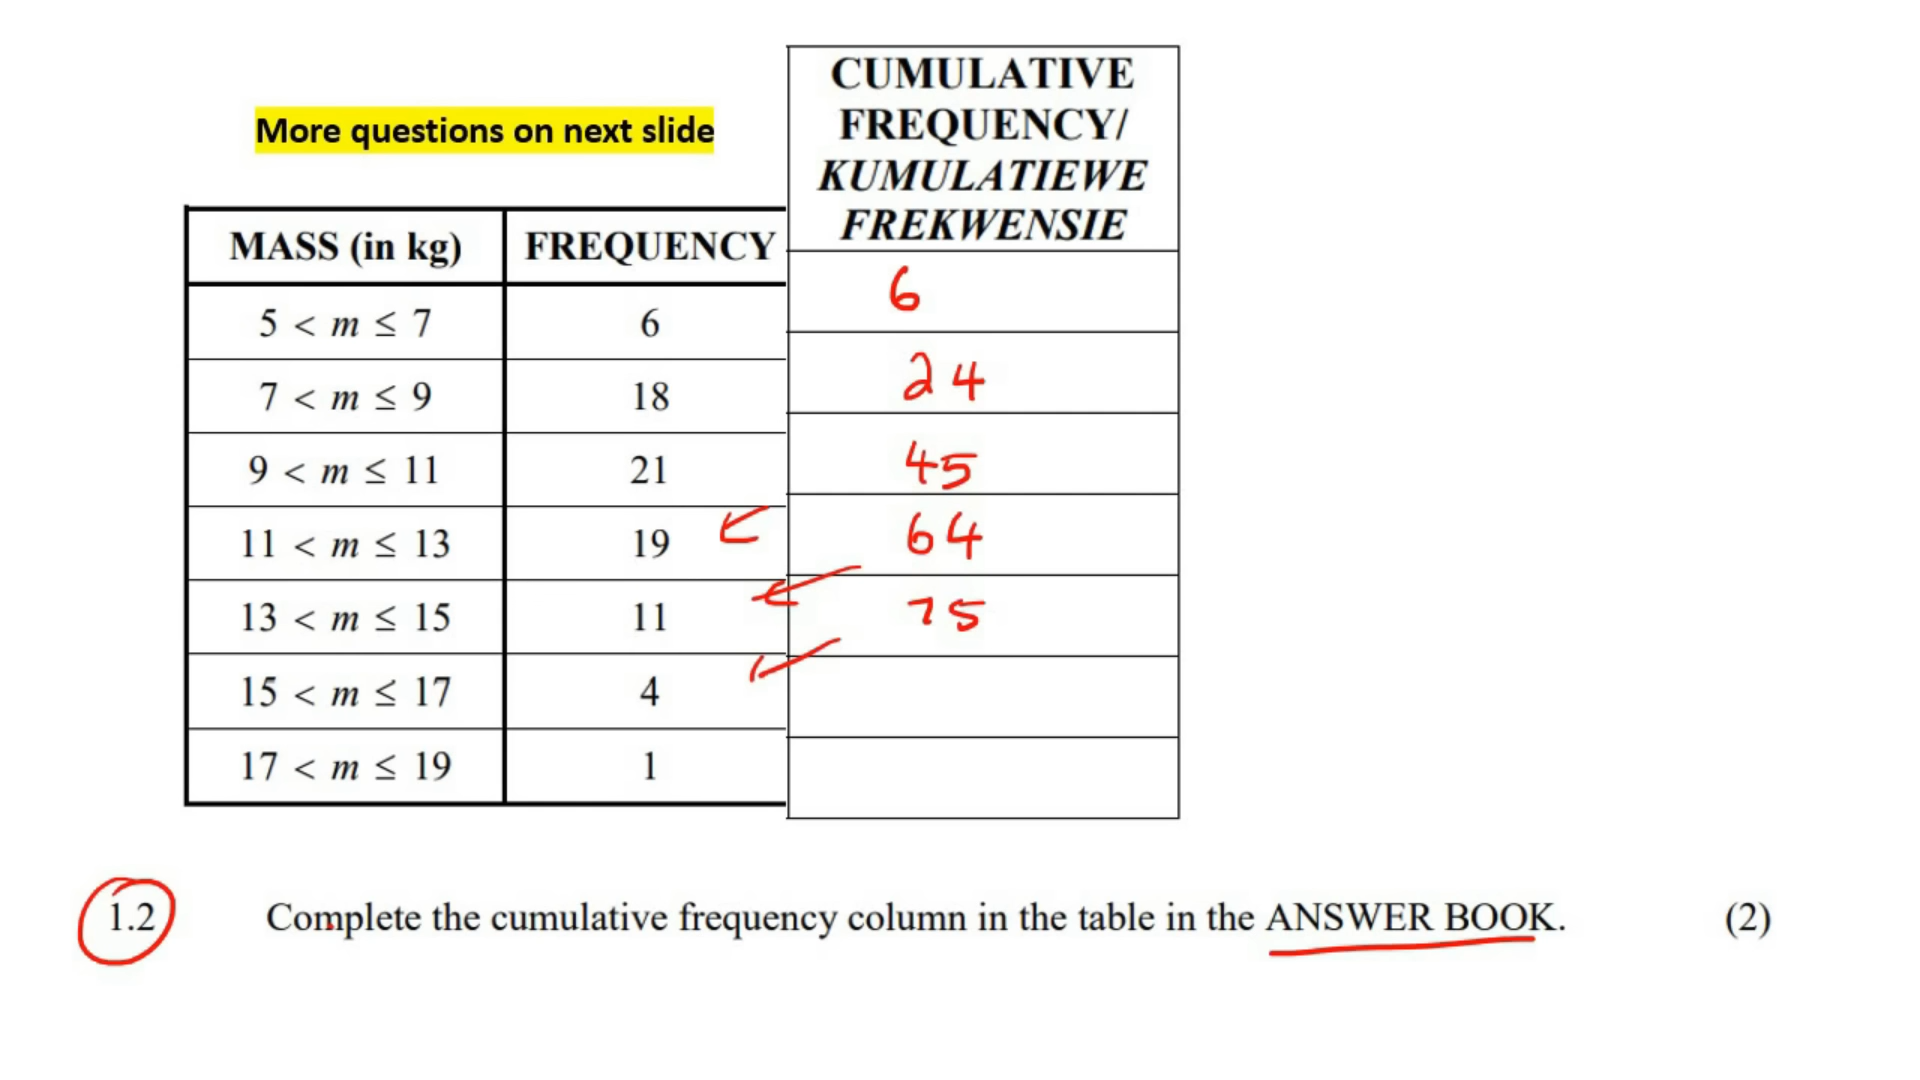 More questions on next slide
CUMULATIVE
FREQUENCY/
KUMULATIEWE
FREKWENSIE
MASS (in kg) FREQUENCY
5 < m ≤ 7 6 6
7 < m ≤ 9 18 24
9 < m ≤ 11 21 45
11 < m ≤ 13 19 64
13 < m ≤ 15 11 75
15 < m ≤ 17 4
17 < m ≤ 19 1
1.2 Complete the cumulative frequency column in the table in the ANSWER BOOK. (2)